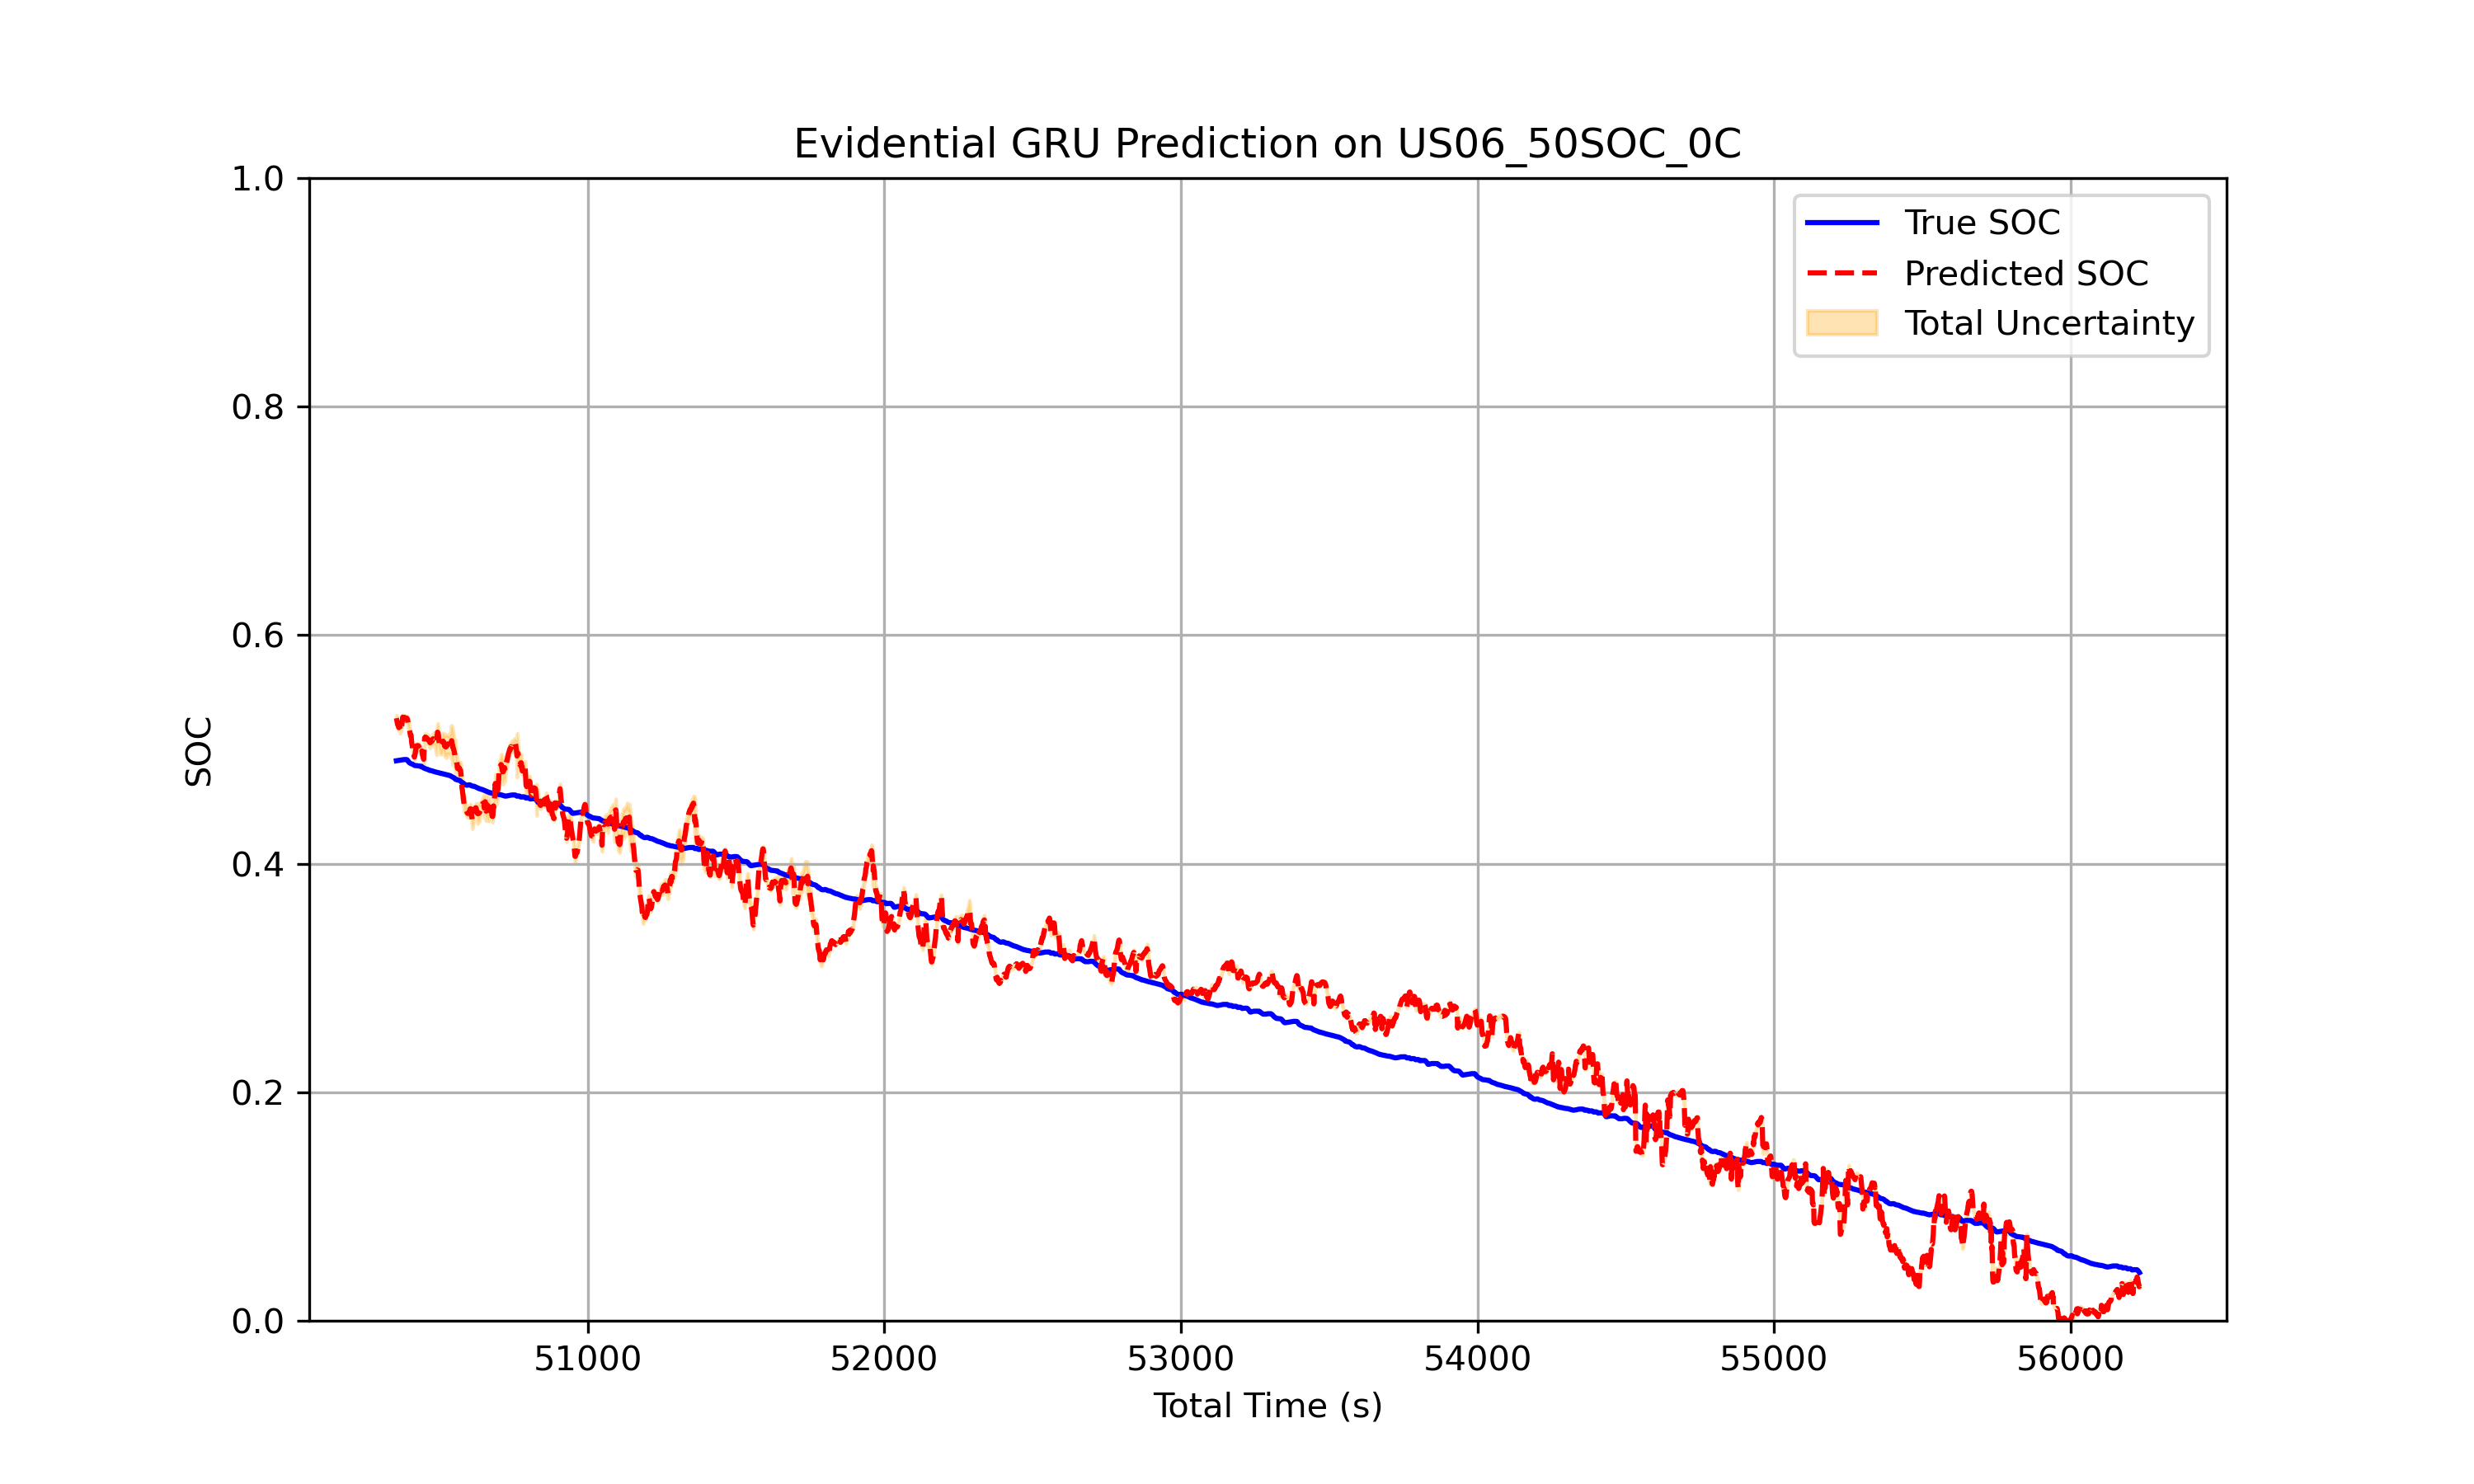 Evidential GRU Prediction on US06_50SOC_0C
True SOC
Predicted SOC
Total Uncertainty
SOC
1.0
0.8
0.6
0.4
0.2
0.0
51000 52000 53000 54000 55000 56000
Total Time (s)